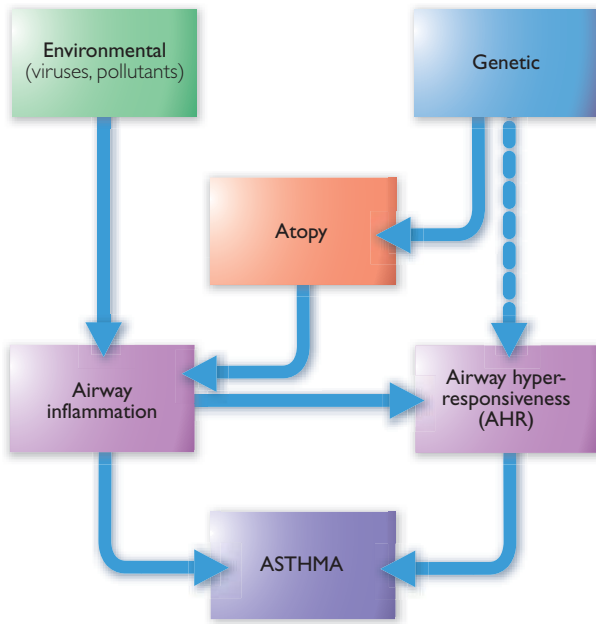 Environmental
(viruses, pollutants)
Genetic
Atopy
Airway
inflammation
Airway hyper-
responsiveness
(AHR)
ASTHMA